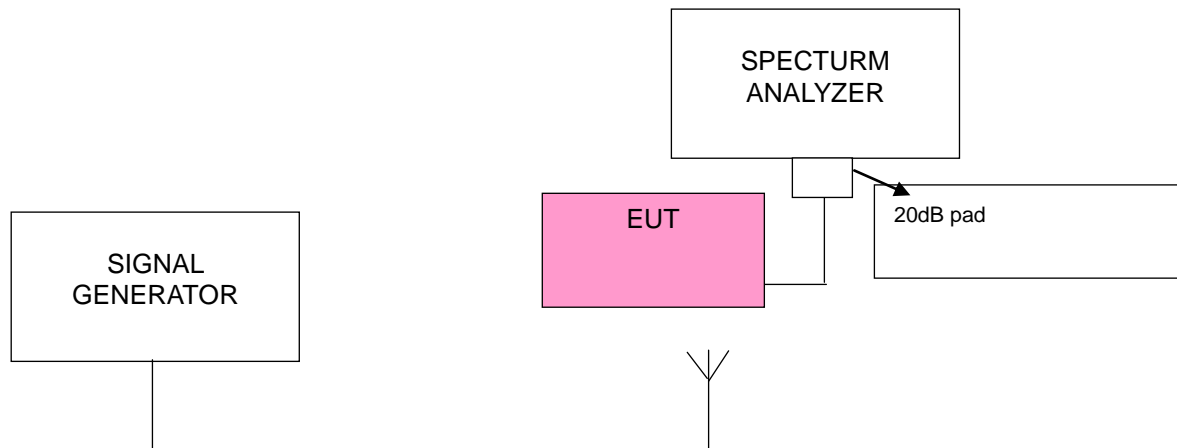 SPECTURM
ANALYZER
EUT
20dB pad
SIGNAL
GENERATOR